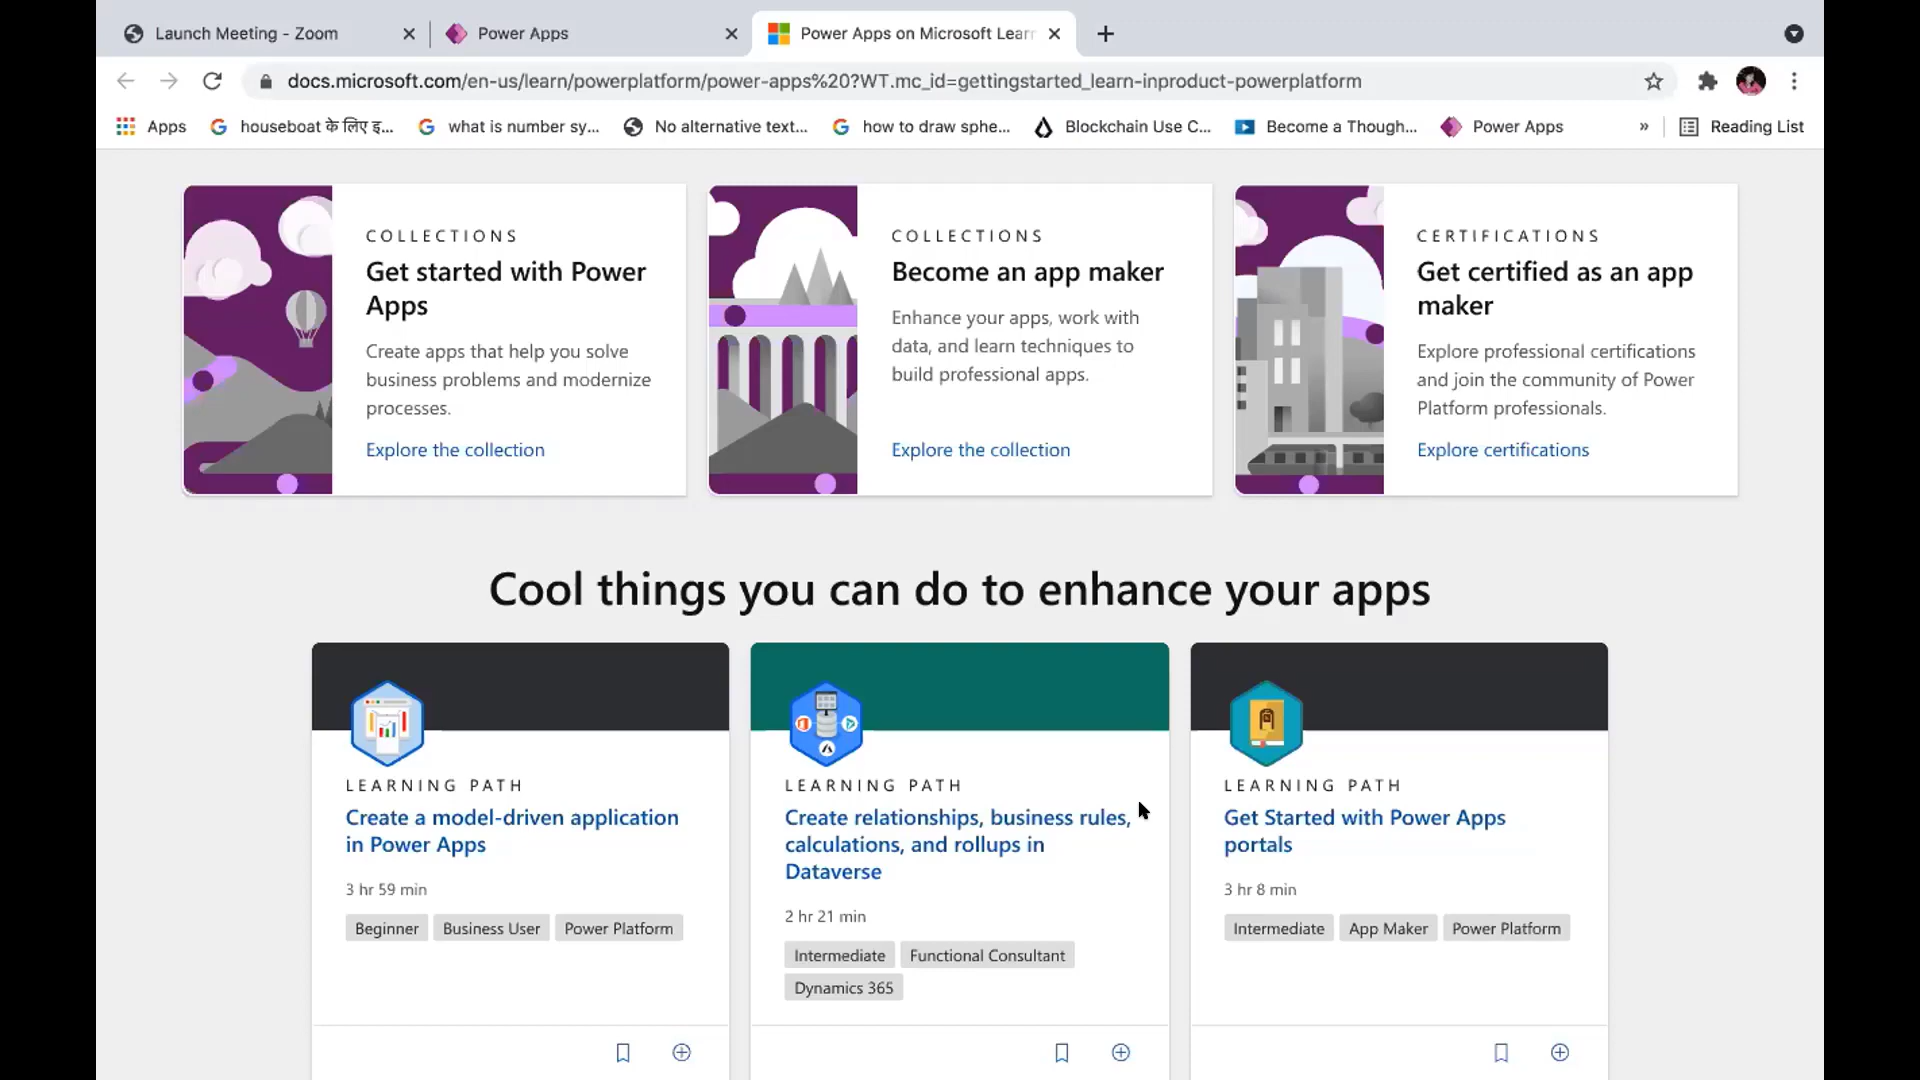 Launch Meeting - Zoom
Power Apps
Power Apps on Microsoft Lear
docs.microsoft.com/en-us/learn/powerplatform/power-apps%20?WT.mc_id=gettingstarted_learn-inproduct-powerplatform
Apps
houseboat के लिए इ...
what is number sy...
No alternative text...
how to draw sphe...
Blockchain Use C...
Become a Though...
Power Apps
»
Reading List
COLLECTIONS
Get started with Power
Apps
Create apps that help you solve
business problems and modernize
processes.
Explore the collection
COLLECTIONS
Become an app maker
Enhance your apps, work with
data, and learn techniques to
build professional apps.
Explore the collection
CERTIFICATIONS
Get certified as an app
maker
Explore professional certifications
and join the community of Power
Platform professionals.
Explore certifications
Cool things you can do to enhance your apps
LEARNING PATH
Create a model-driven application
in Power Apps
3 hr 59 min
Beginner Business User Power Platform
LEARNING PATH
Create relationships, business rules,
calculations, and rollups in
Dataverse
2 hr 21 min
Intermediate Functional Consultant
Dynamics 365
LEARNING PATH
Get Started with Power Apps
portals
3 hr 8 min
Intermediate App Maker Power Platform